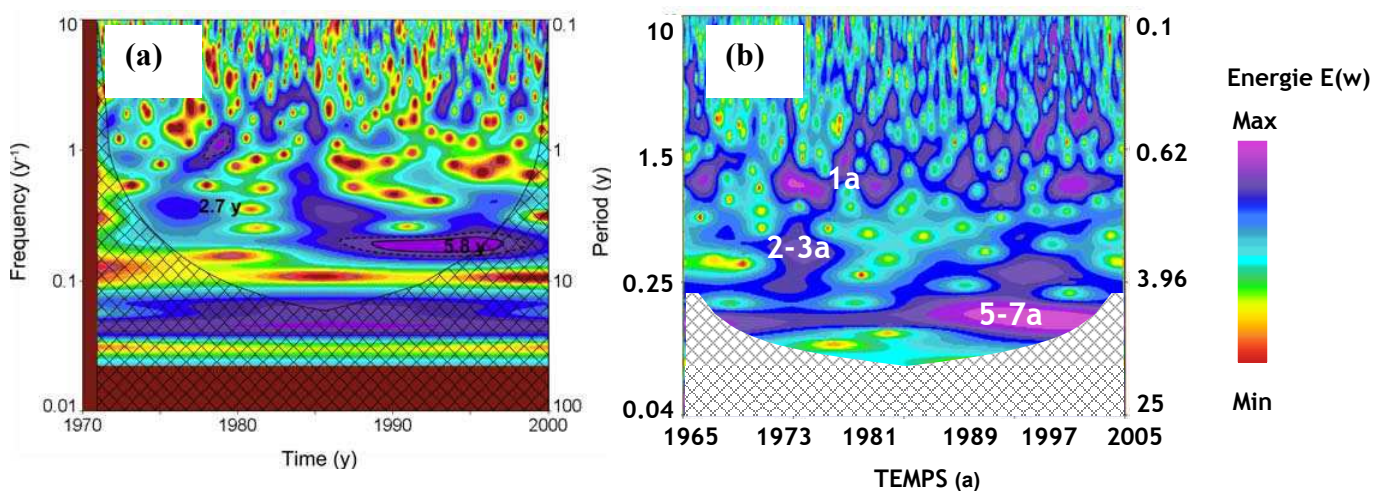 (a)
10
1
0.1
0.01
Frequency (y⁻¹)
2.7 y
5.8 y
1970
1980
1990
2000
Time (y)
0.1
1
10
100
Period (y)
(b)
10
1.5
0.25
0.04
1a
2-3a
5-7a
1965
1973
1981
1989
1997
2005
TEMPS (a)
0.1
0.62
3.96
25
Energie E(w)
Max
Min